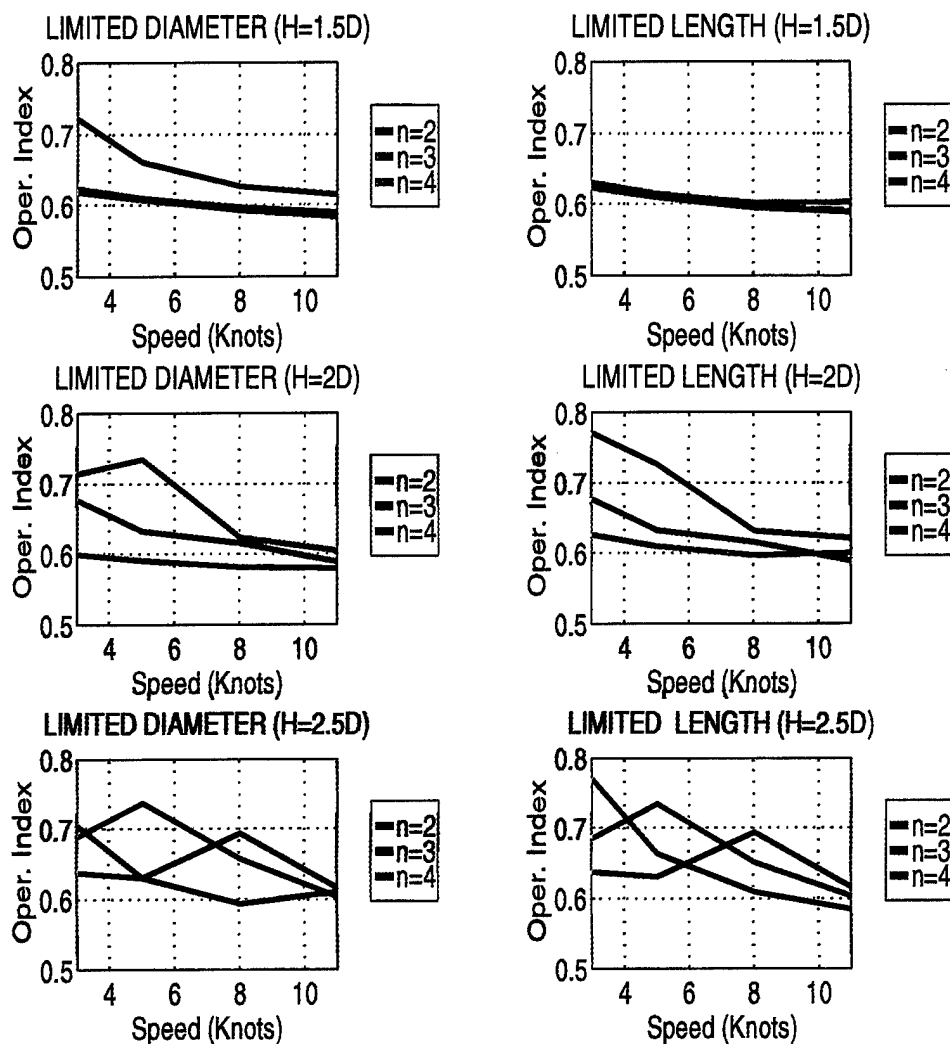 LIMITED DIAMETER (H=1.5D)
Oper. Index
0.8
0.7
0.6
0.5
4 6 8 10
Speed (Knots)
n=2
n=3
n=4
LIMITED LENGTH (H=1.5D)
Oper. Index
0.8
0.7
0.6
0.5
4 6 8 10
Speed (Knots)
n=2
n=3
n=4
LIMITED DIAMETER (H=2D)
Oper. Index
0.8
0.7
0.6
0.5
4 6 8 10
Speed (Knots)
n=2
n=3
n=4
LIMITED LENGTH (H=2D)
Oper. Index
0.8
0.7
0.6
0.5
4 6 8 10
Speed (Knots)
n=2
n=3
n=4
LIMITED DIAMETER (H=2.5D)
Oper. Index
0.8
0.7
0.6
0.5
4 6 8 10
Speed (Knots)
n=2
n=3
n=4
LIMITED LENGTH (H=2.5D)
Oper. Index
0.8
0.7
0.6
0.5
4 6 8 10
Speed (Knots)
n=2
n=3
n=4